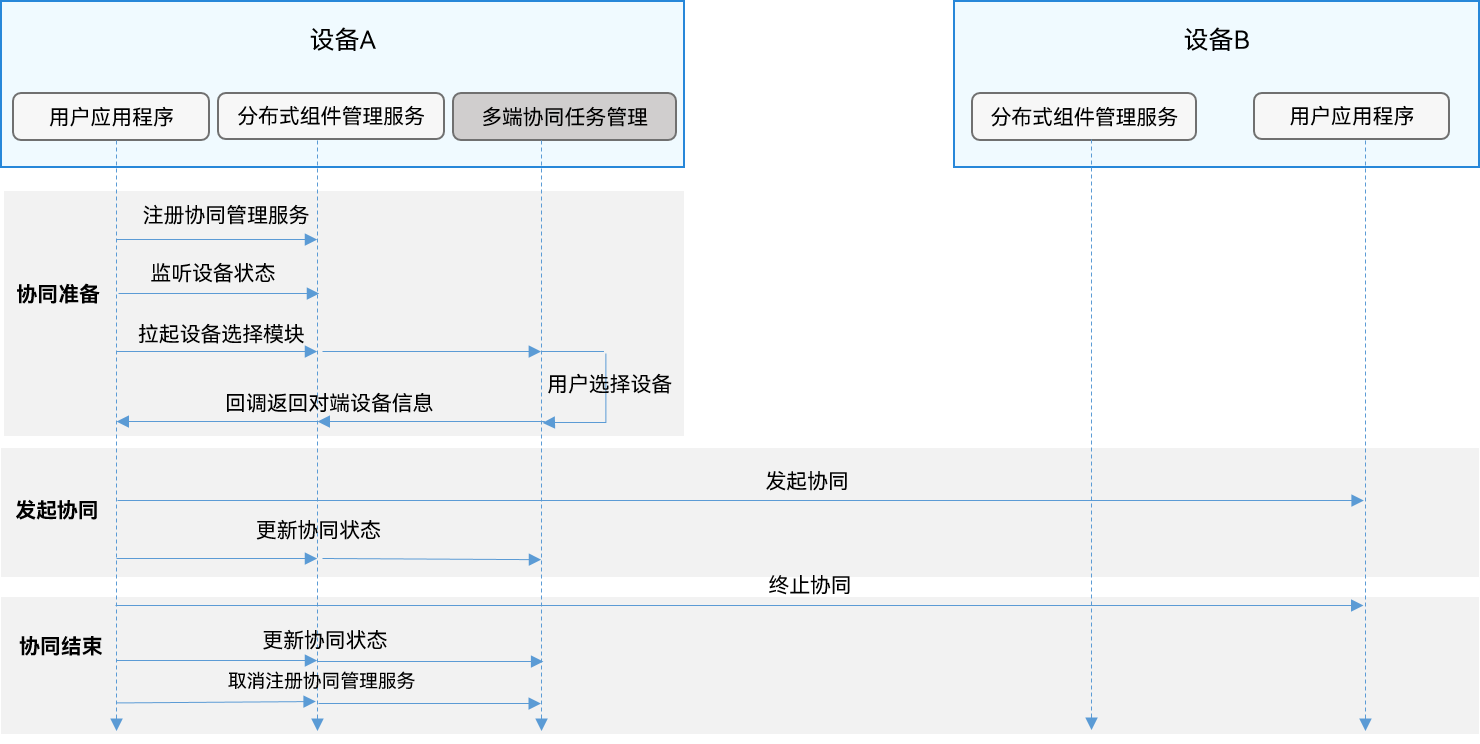 设备A
设备B
用户应用程序
分布式组件管理服务
多端协同任务管理
分布式组件管理服务
用户应用程序
协同准备
注册协同管理服务
监听设备状态
拉起设备选择模块
用户选择设备
回调返回对端设备信息
发起协同
发起协同
更新协同状态
终止协同
协同结束
更新协同状态
取消注册协同管理服务